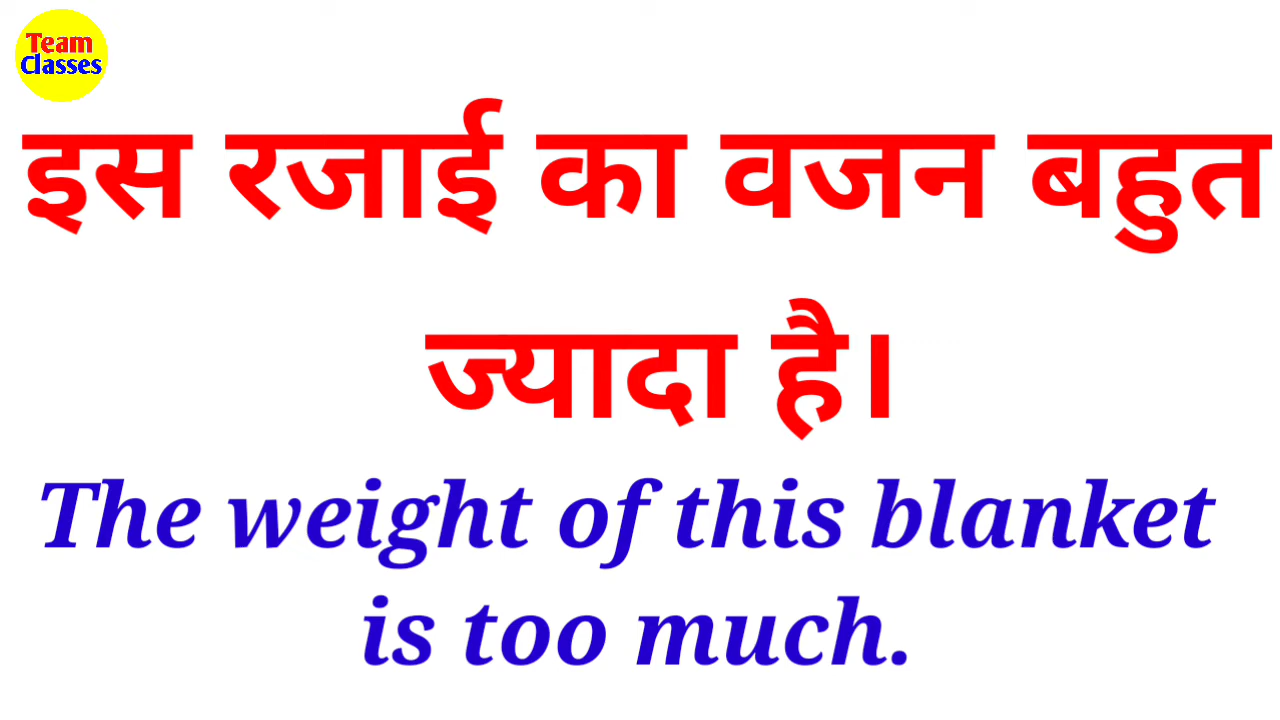 Team
Classes
इस रजाई का वजन बहुत
ज्यादा है।
The weight of this blanket
is too much.